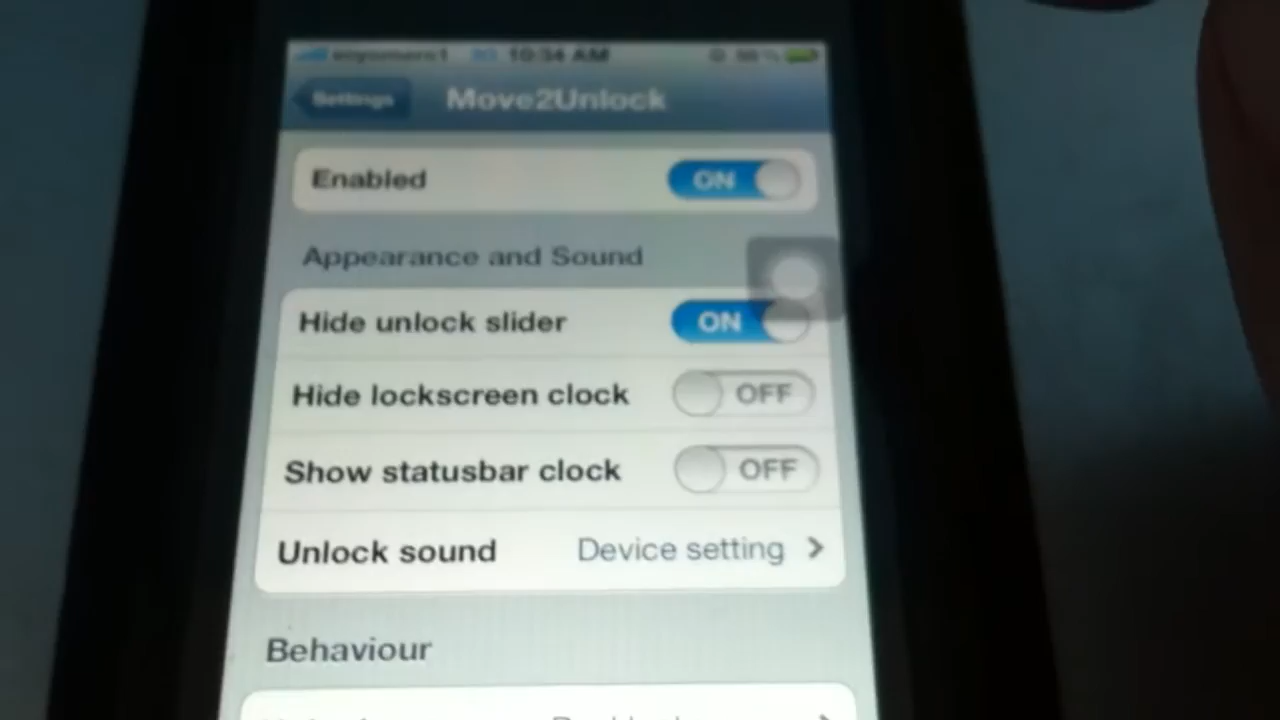 10:34 AM
Settings Move2Unlock
Enabled ON
Appearance and Sound
Hide unlock slider ON
Hide lockscreen clock OFF
Show statusbar clock OFF
Unlock sound Device setting
Behaviour